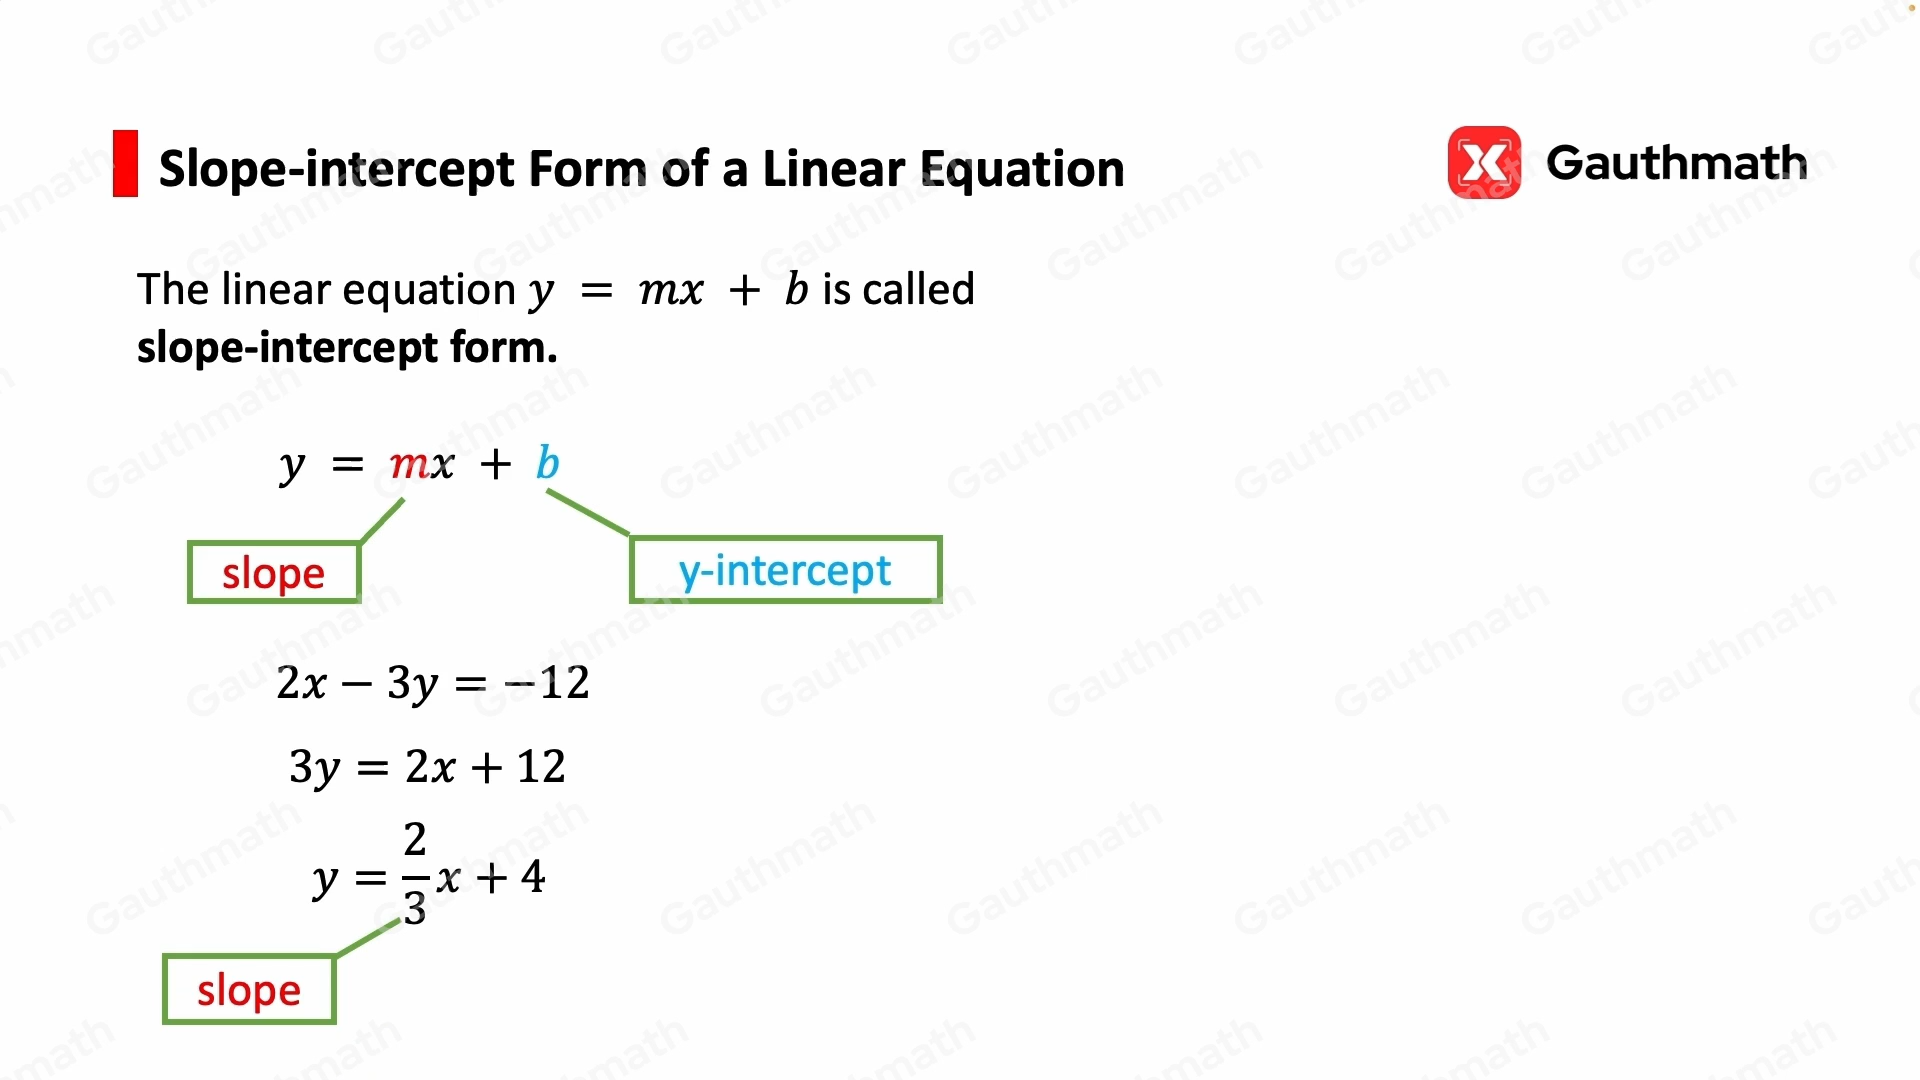 Slope-intercept Form of a Linear Equation
Gauthmath
The linear equation y = mx + b is called
slope-intercept form.
y = mx + b
slope
y-intercept
2x − 3y = −12
3y = 2x + 12
y = 2/3 x + 4
slope